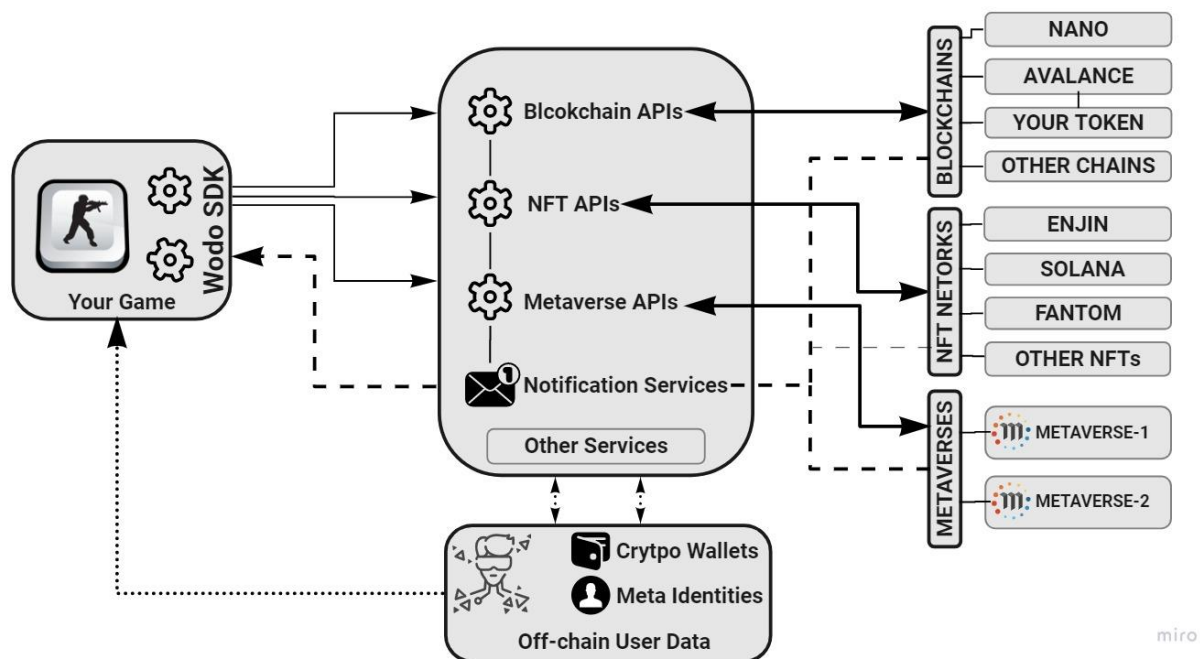 Your Game
Wodo SDK
Blcokchain APIs
NFT APIs
Metaverse APIs
1
Notification Services
Other Services
Crytpo Wallets
Meta Identities
Off-chain User Data
BLOCKCHAINS
NANO
AVALANCE
YOUR TOKEN
OTHER CHAINS
NFT NETORKS
ENJIN
SOLANA
FANTOM
OTHER NFTs
METAVERSES
m METAVERSE-1
m METAVERSE-2
miro